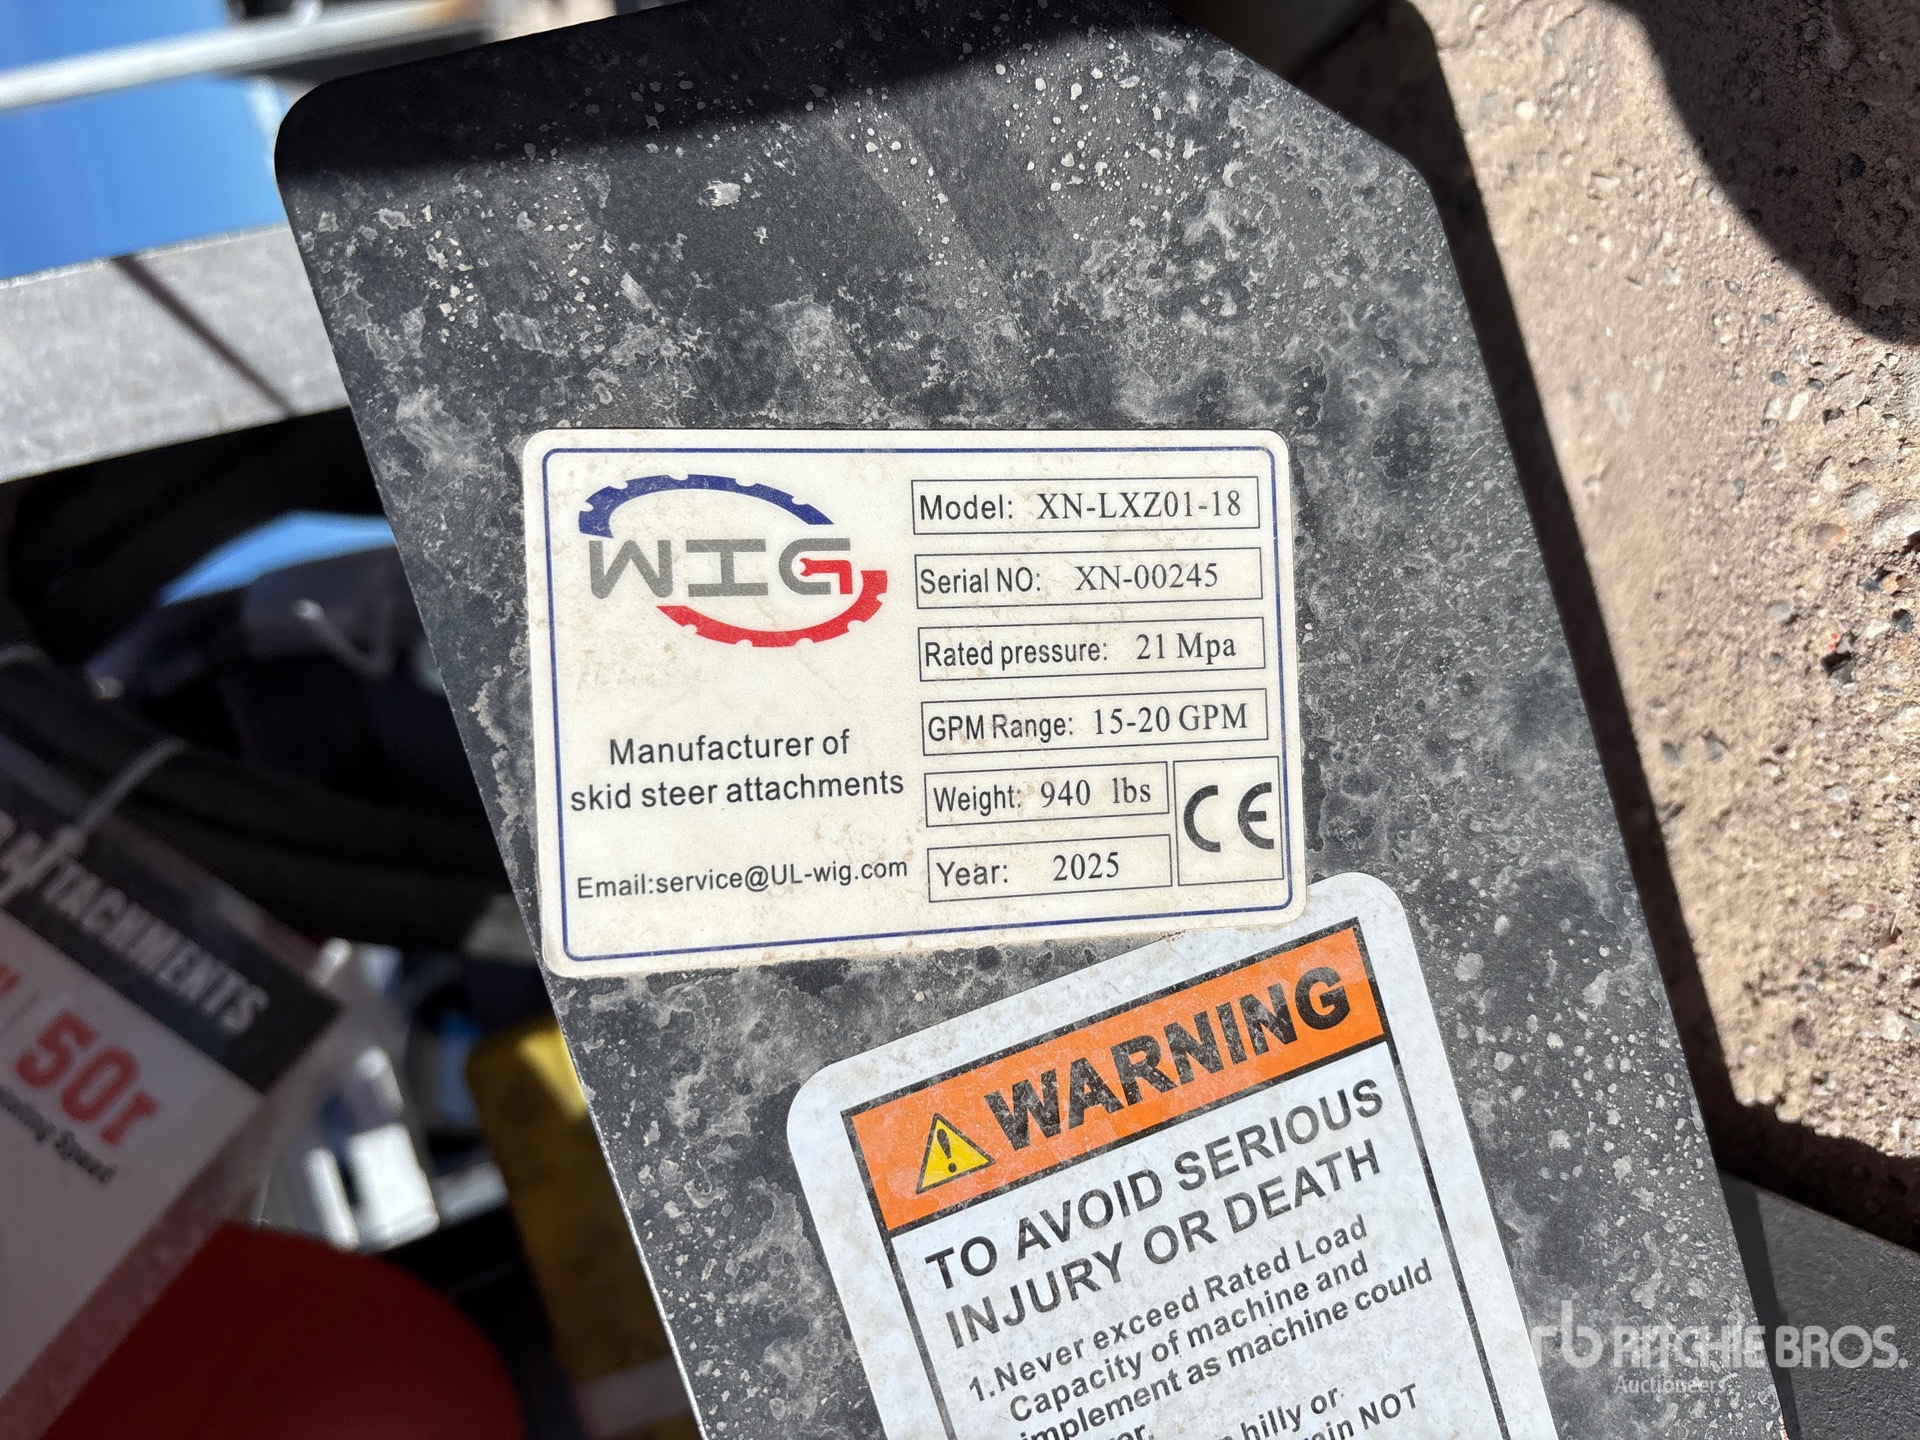 WIG
Manufacturer of
skid steer attachments
Email:service@UL-wig.com
Model: XN-LXZ01-18
Serial NO: XN-00245
Rated pressure: 21 Mpa
GPM Range: 15-20 GPM
Weight: 940 lbs
Year: 2025
CE
WARNING
TO AVOID SERIOUS
INJURY OR DEATH
1.Never exceed Rated Load
Capacity of machine and
implement as machine could
hilly or
NOT
TACHMENTS
50r
rb RITCHIE BROS.
Auctioneers